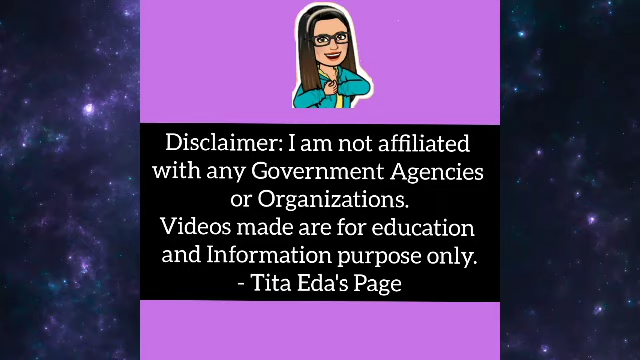 Disclaimer: I am not affiliated
with any Government Agencies
or Organizations.
Videos made are for education
and Information purpose only.
- Tita Eda's Page